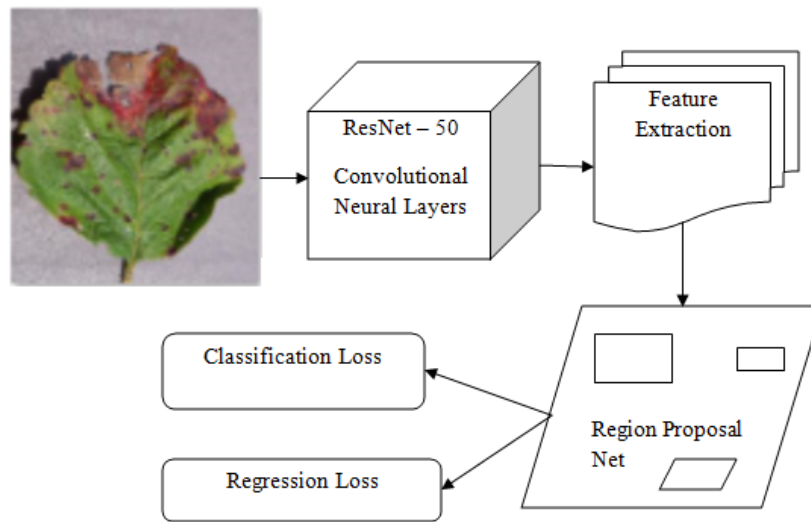 ResNet – 50
Convolutional
Neural Layers
Feature
Extraction
Region Proposal
Net
Classification Loss
Regression Loss